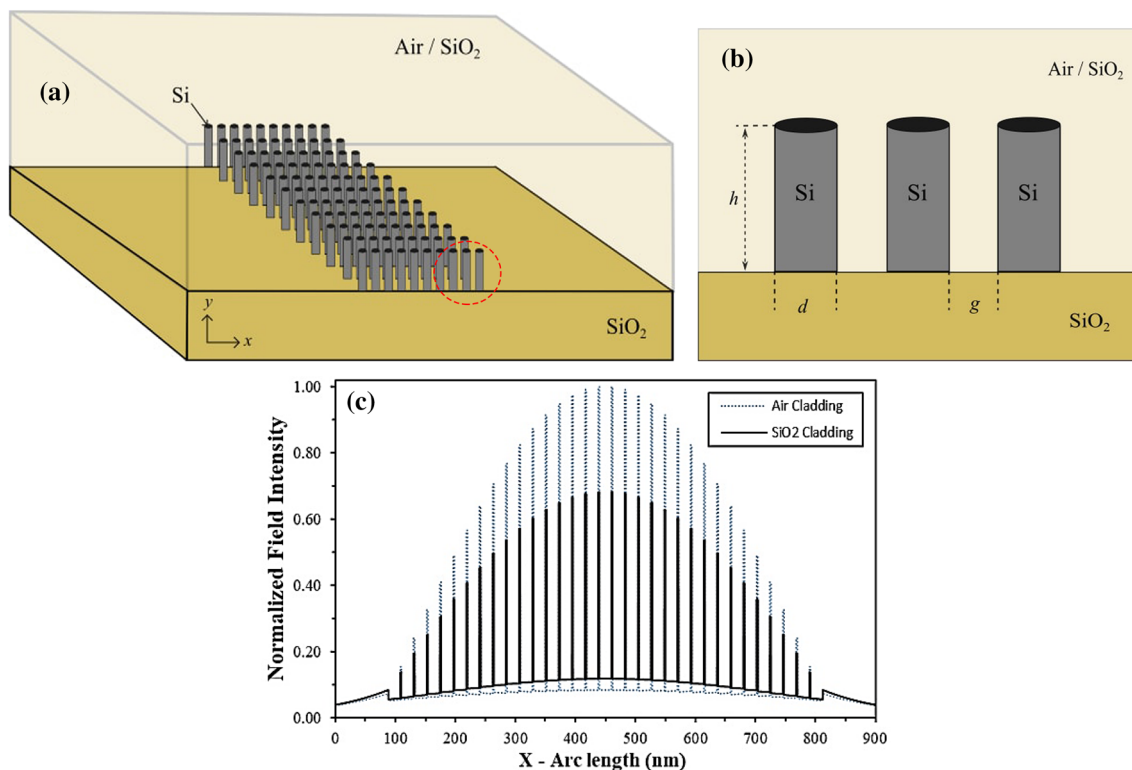 (a)
Air / SiO₂
Si
y
x
SiO₂
(b)
Air / SiO₂
h
Si
Si
Si
d
g
SiO₂
(c)
Normalized Field Intensity
1.00
0.80
0.60
0.40
0.20
0.00
Air Cladding
SiO2 Cladding
0
100
200
300
400
500
600
700
800
900
X - Arc length (nm)